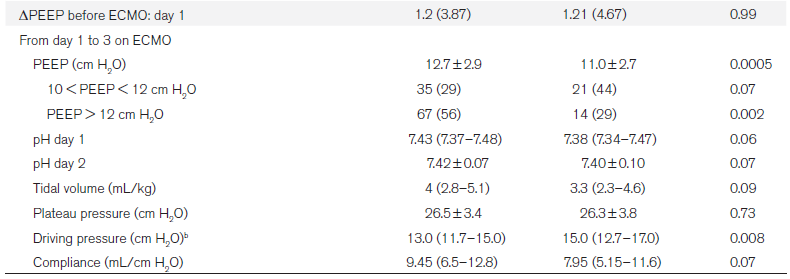 ΔPEEP before ECMO: day 1 1.2 (3.87) 1.21 (4.67) 0.99
From day 1 to 3 on ECMO
PEEP (cm H₂O) 12.7±2.9 11.0±2.7 0.0005
10<PEEP<12 cm H₂O 35 (29) 21 (44) 0.07
PEEP>12 cm H₂O 67 (56) 14 (29) 0.002
pH day 1 7.43 (7.37–7.48) 7.38 (7.34–7.47) 0.06
pH day 2 7.42±0.07 7.40±0.10 0.07
Tidal volume (mL/kg) 4 (2.8–5.1) 3.3 (2.3–4.6) 0.09
Plateau pressure (cm H₂O) 26.5±3.4 26.3±3.8 0.73
Driving pressure (cm H₂O)ᵇ 13.0 (11.7–15.0) 15.0 (12.7–17.0) 0.008
Compliance (mL/cm H₂O) 9.45 (6.5–12.8) 7.95 (5.15–11.6) 0.07